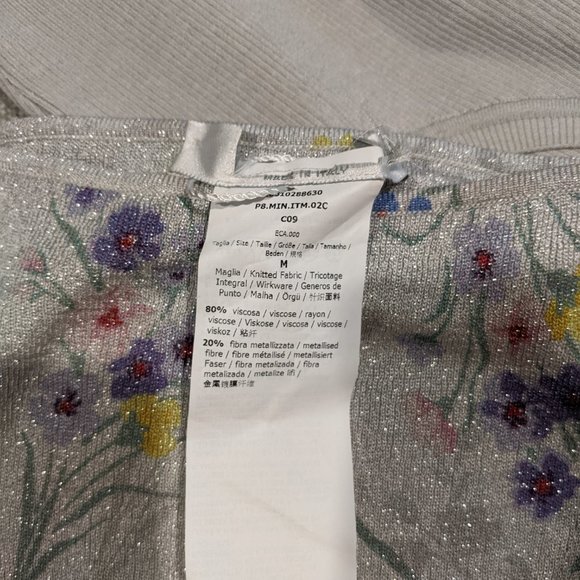 MADE IN ITALY
P8.MIN.ITM.02C
C09
ECA.000
Taglia / Size / Taille / Größe / Talla / Tamanho /
Beden / 规格
M
Maglia / Knitted Fabric / Tricotage
Integral / Wirkware / Generos de
Punto / Malha / Örgü / 针织面料
80% viscosa / viscose / rayon /
viscose / Viskose / viscosa / viscose /
viskoz / 粘纤
20% fibra metallizzata / metallised
fibre / fibre métallisé / metallisiert
Faser / fibra metalizada / fibra
metalizada / metalize lifi /
金属镀膜纤维